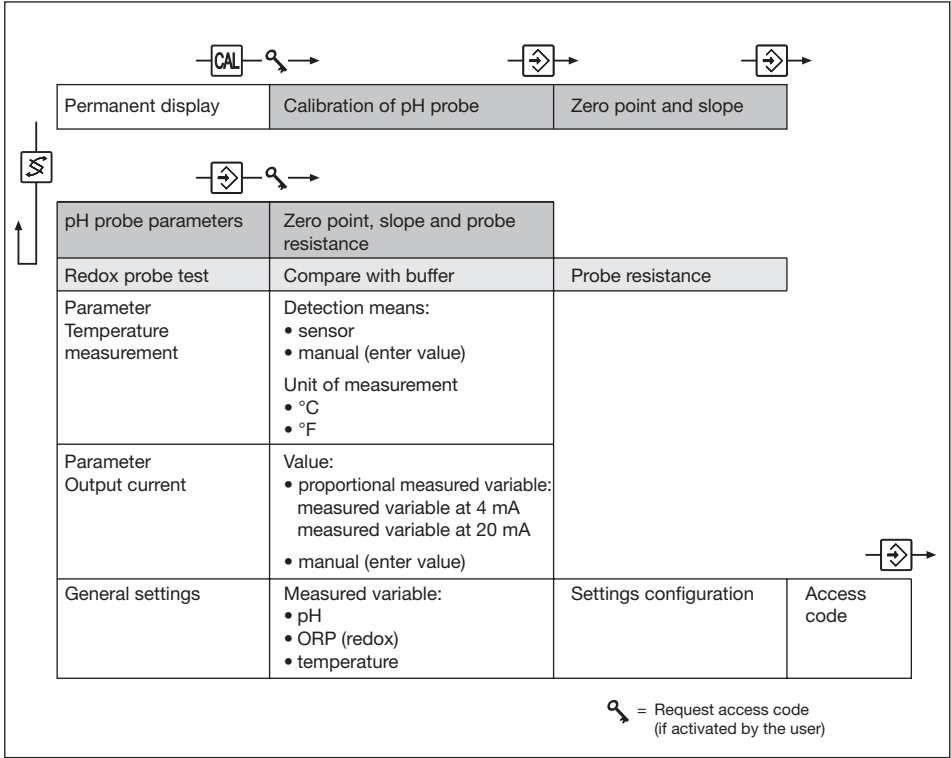 CAL
Permanent display
Calibration of pH probe
Zero point and slope
pH probe parameters
Zero point, slope and probe
resistance
Redox probe test
Compare with buffer
Probe resistance
Parameter
Temperature
measurement
Detection means:
• sensor
• manual (enter value)
Unit of measurement
• °C
• °F
Parameter
Output current
Value:
• proportional measured variable:
measured variable at 4 mA
measured variable at 20 mA
• manual (enter value)
General settings
Measured variable:
• pH
• ORP (redox)
• temperature
Settings configuration
Access
code
= Request access code
(if activated by the user)